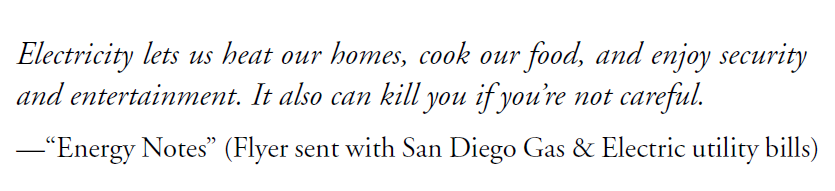 Electricity lets us heat our homes, cook our food, and enjoy security
and entertainment. It also can kill you if you’re not careful.
—“Energy Notes” (Flyer sent with San Diego Gas & Electric utility bills)